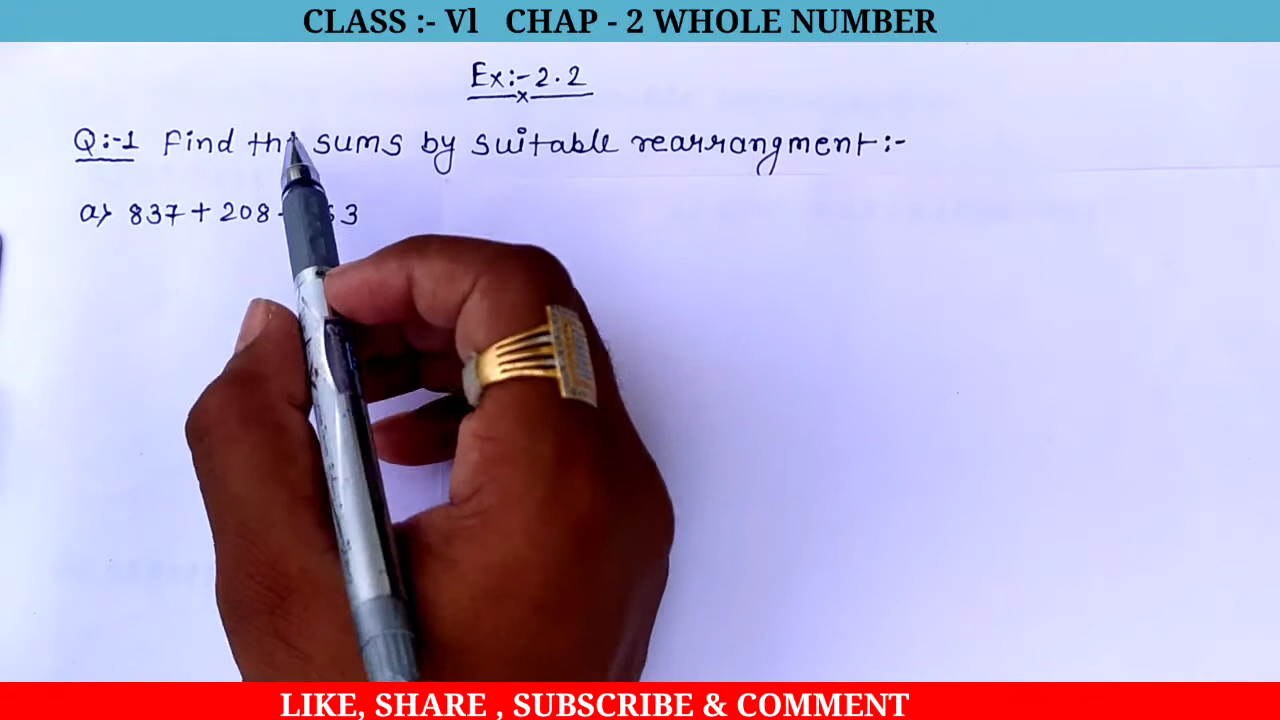 CLASS :- Vl CHAP - 2 WHOLE NUMBER
Ex:- 2.2
Q:-1 Find the sums by suitable rearrangment:-
a) 837 + 208
LIKE, SHARE , SUBSCRIBE & COMMENT